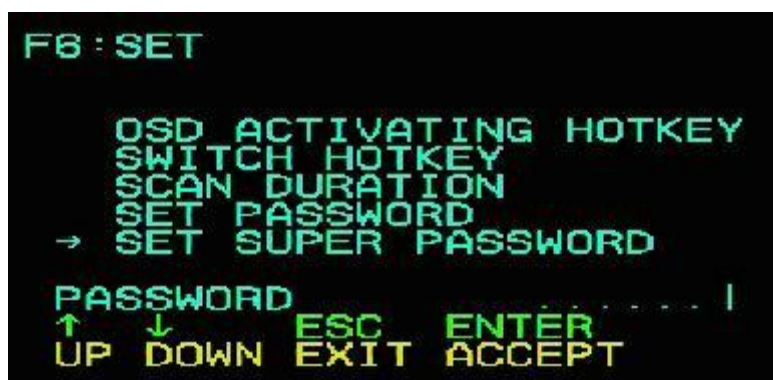 F6:SET
OSD ACTIVATING HOTKEY
SWITCH HOTKEY
SCAN DURATION
SET PASSWORD
→ SET SUPER PASSWORD
PASSWORD ....... |
↑ ↓ ESC ENTER
UP DOWN EXIT ACCEPT